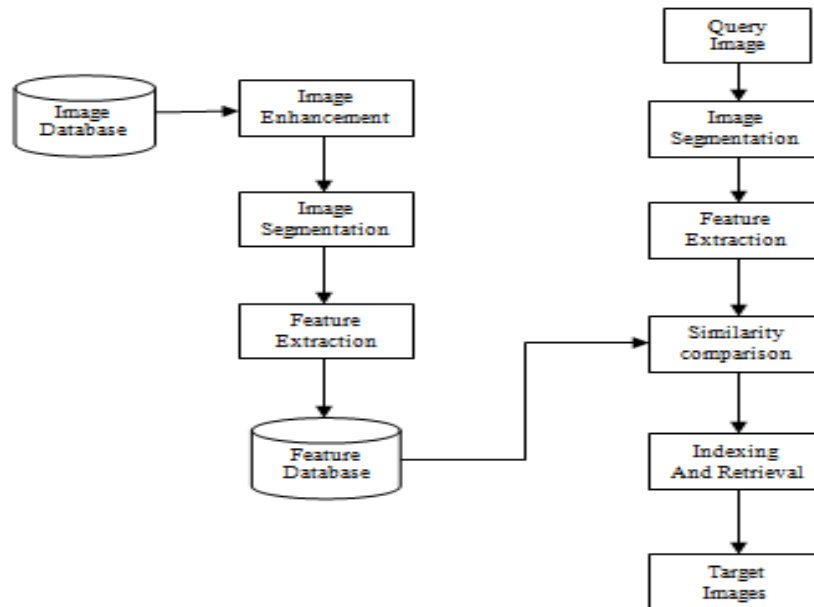 Query
Image
Image
Database
Image
Enhancement
Image
Segmentation
Image
Segmentation
Feature
Extraction
Feature
Extraction
Similarity
comparison
Feature
Database
Indexing
And Retrieval
Target
Images